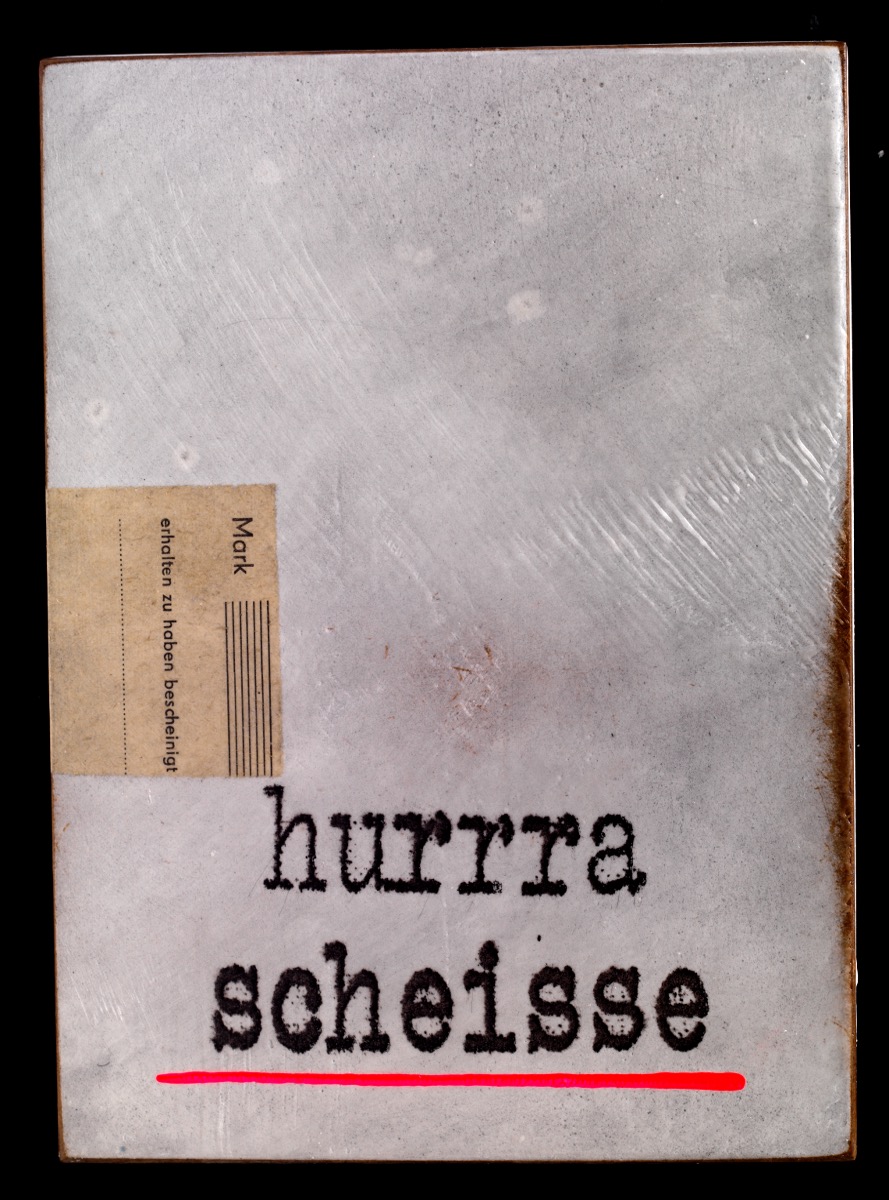 Mark
erhalten zu haben bescheinigt
hurrra
scheisse